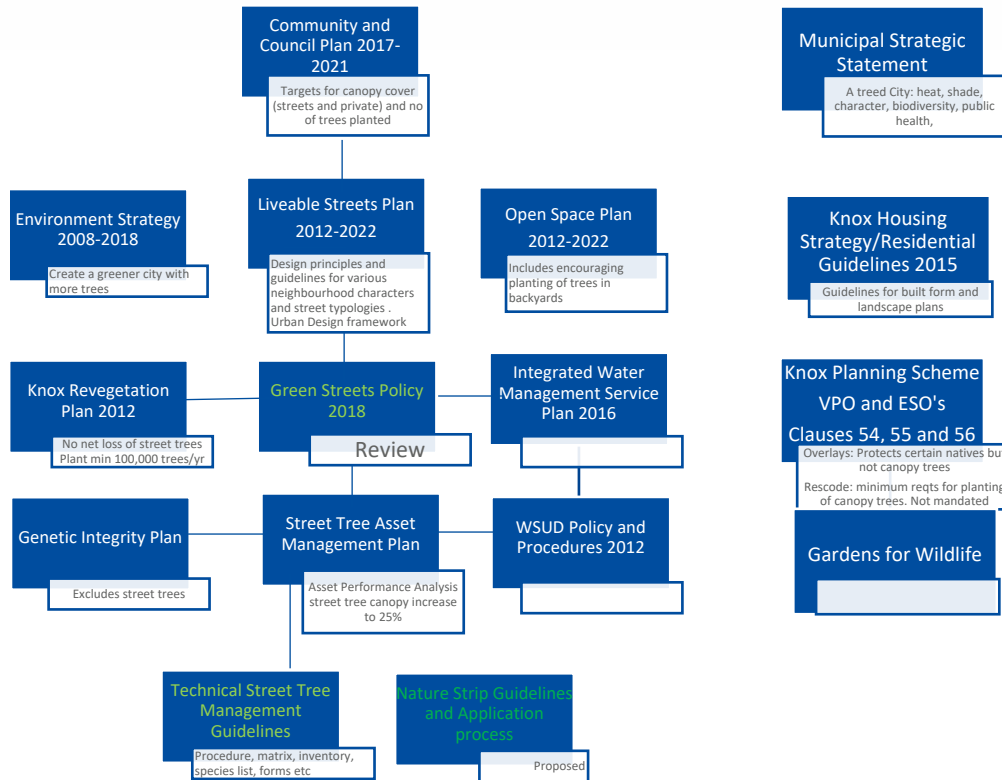 Community and
Council Plan 2017-
2021
Targets for canopy cover
(streets and private) and no
of trees planted
Municipal Strategic
Statement
A treed City: heat, shade,
character, biodiversity, public
health,
Environment Strategy
2008-2018
Create a greener city with
more trees
Liveable Streets Plan
2012-2022
Design principles and
guidelines for various
neighbourhood characters
and street typologies .
Urban Design framework
Open Space Plan
2012-2022
Includes encouraging
planting of trees in
backyards
Knox Housing
Strategy/Residential
Guidelines 2015
Guidelines for built form and
landscape plans
Knox Revegetation
Plan 2012
No net loss of street trees
Plant min 100,000 trees/yr
Green Streets Policy
2018
Review
Integrated Water
Management Service
Plan 2016
Knox Planning Scheme
VPO and ESO's
Clauses 54, 55 and 56
Overlays: Protects certain natives but
not canopy trees
Rescode: minimum reqts for planting
of canopy trees. Not mandated
Genetic Integrity Plan
Excludes street trees
Street Tree Asset
Management Plan
Asset Performance Analysis
street tree canopy increase
to 25%
WSUD Policy and
Procedures 2012
Gardens for Wildlife
Technical Street Tree
Management
Guidelines
Procedure, matrix, inventory,
species list, forms etc
Nature Strip Guidelines
and Application
process
Proposed